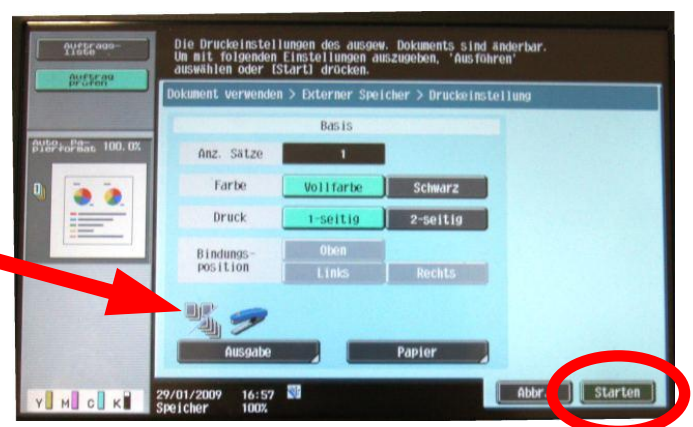 Auftrags-
liste
Die Druckeinstellungen des ausgew. Dokuments sind änderbar.
Um mit folgenden Einstellungen auszugeben, 'Ausführen'
auswählen oder [Start] drücken.
Auftrag
prüfen
Dokument verwenden > Externer Speicher > Druckeinstellung
Basis
Auto. Pa-
pierformat 100.0%
Anz. Sätze 1
Farbe Vollfarbe Schwarz
Druck 1-seitig 2-seitig
Bindungs-
position
Oben
Links Rechts
Ausgabe Papier
Abbr. Starten
Y M C K
29/01/2009 16:57
Speicher 100%